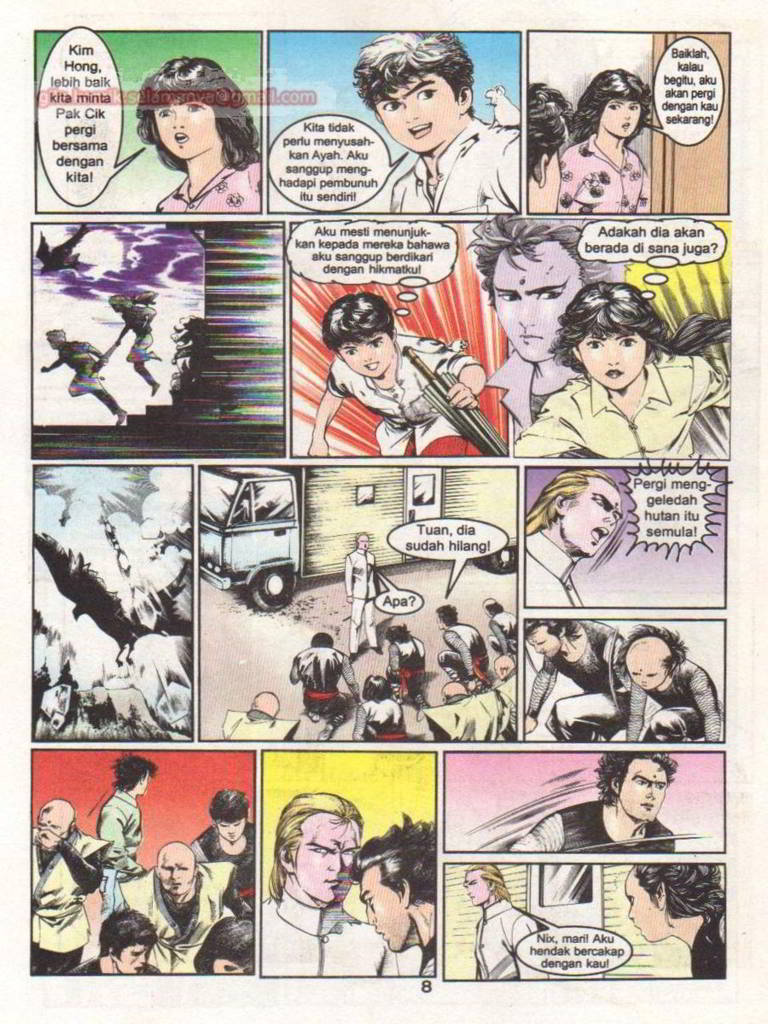 Kim
Hong,
lebih baik
kita minta
Pak Cik
pergi
bersama
dengan
kita!
Kita tidak
perlu menyusah-
kan Ayah. Aku
sanggup meng-
hadapi pembunuh
itu sendiri!
Baiklah,
kalau
begitu, aku
akan pergi
dengan kau
sekarang!
Aku mesti menunjuk-
kan kepada mereka bahawa
aku sanggup berdikari
dengan hikmatku!
Adakah dia akan
berada di sana juga?
Tuan, dia
sudah hilang!
Apa?
Pergi meng-
geledah
hutan itu
semula!
Nix, mari! Aku
hendak bercakap
dengan kau!
8